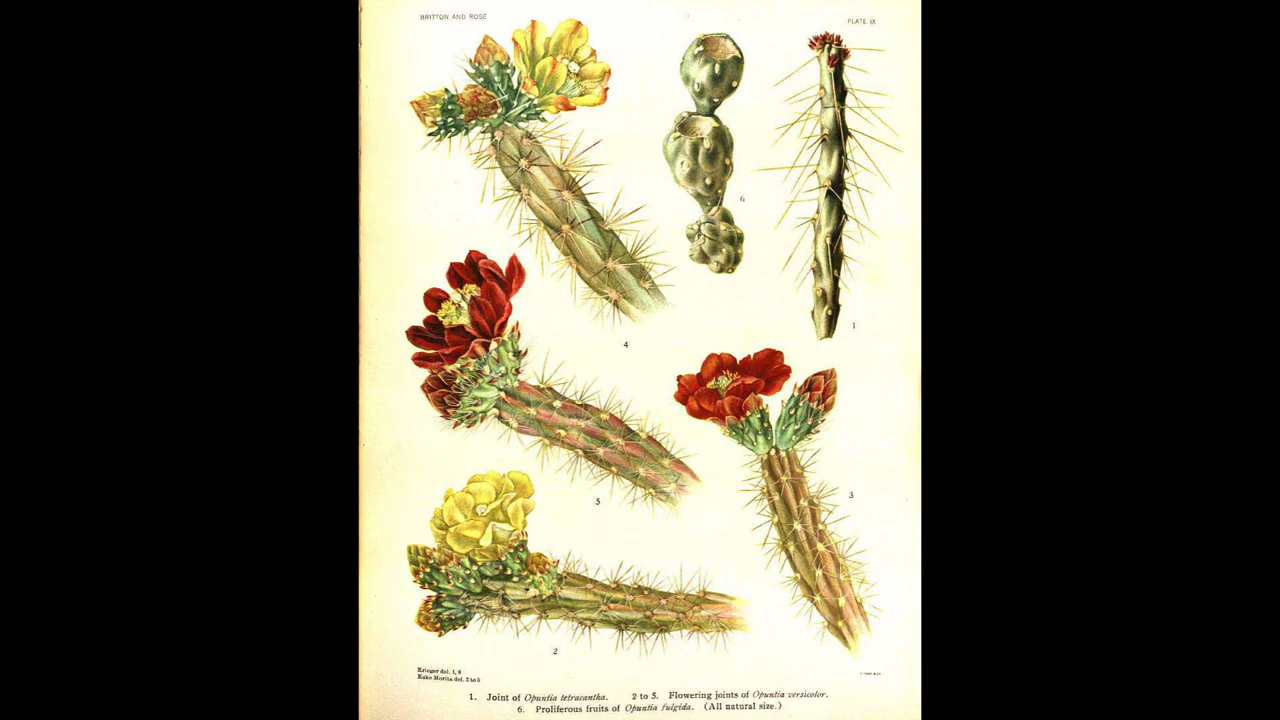 BRITTON AND ROSE
PLATE IX
6
1
4
3
5
2
Krieger del. 1, 6
Kako Morita del. 2 to 5
1. Joint of Opuntia tetracantha. 2 to 5. Flowering joints of Opuntia versicolor.
6. Proliferous fruits of Opuntia fulgida. (All natural size.)